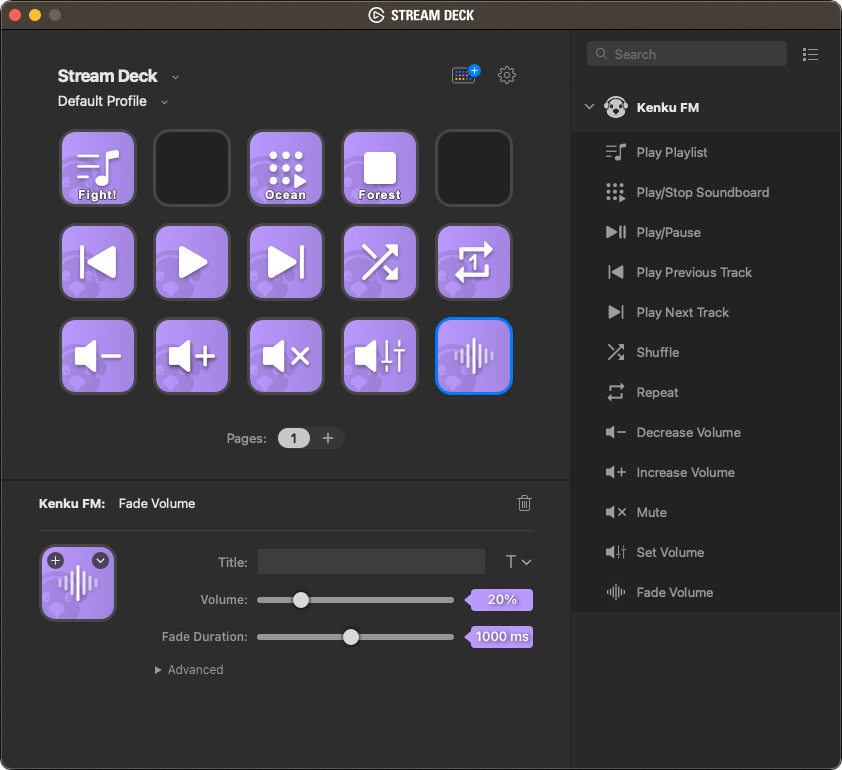 STREAM DECK
Stream Deck
Default Profile
Fight!
Ocean
Forest
1
Pages:
1
+
Kenku FM:
Fade Volume
Title:
T
Volume:
20%
Fade Duration:
1000 ms
Advanced
Search
Kenku FM
Play Playlist
Play/Stop Soundboard
Play/Pause
Play Previous Track
Play Next Track
Shuffle
Repeat
Decrease Volume
Increase Volume
Mute
Set Volume
Fade Volume